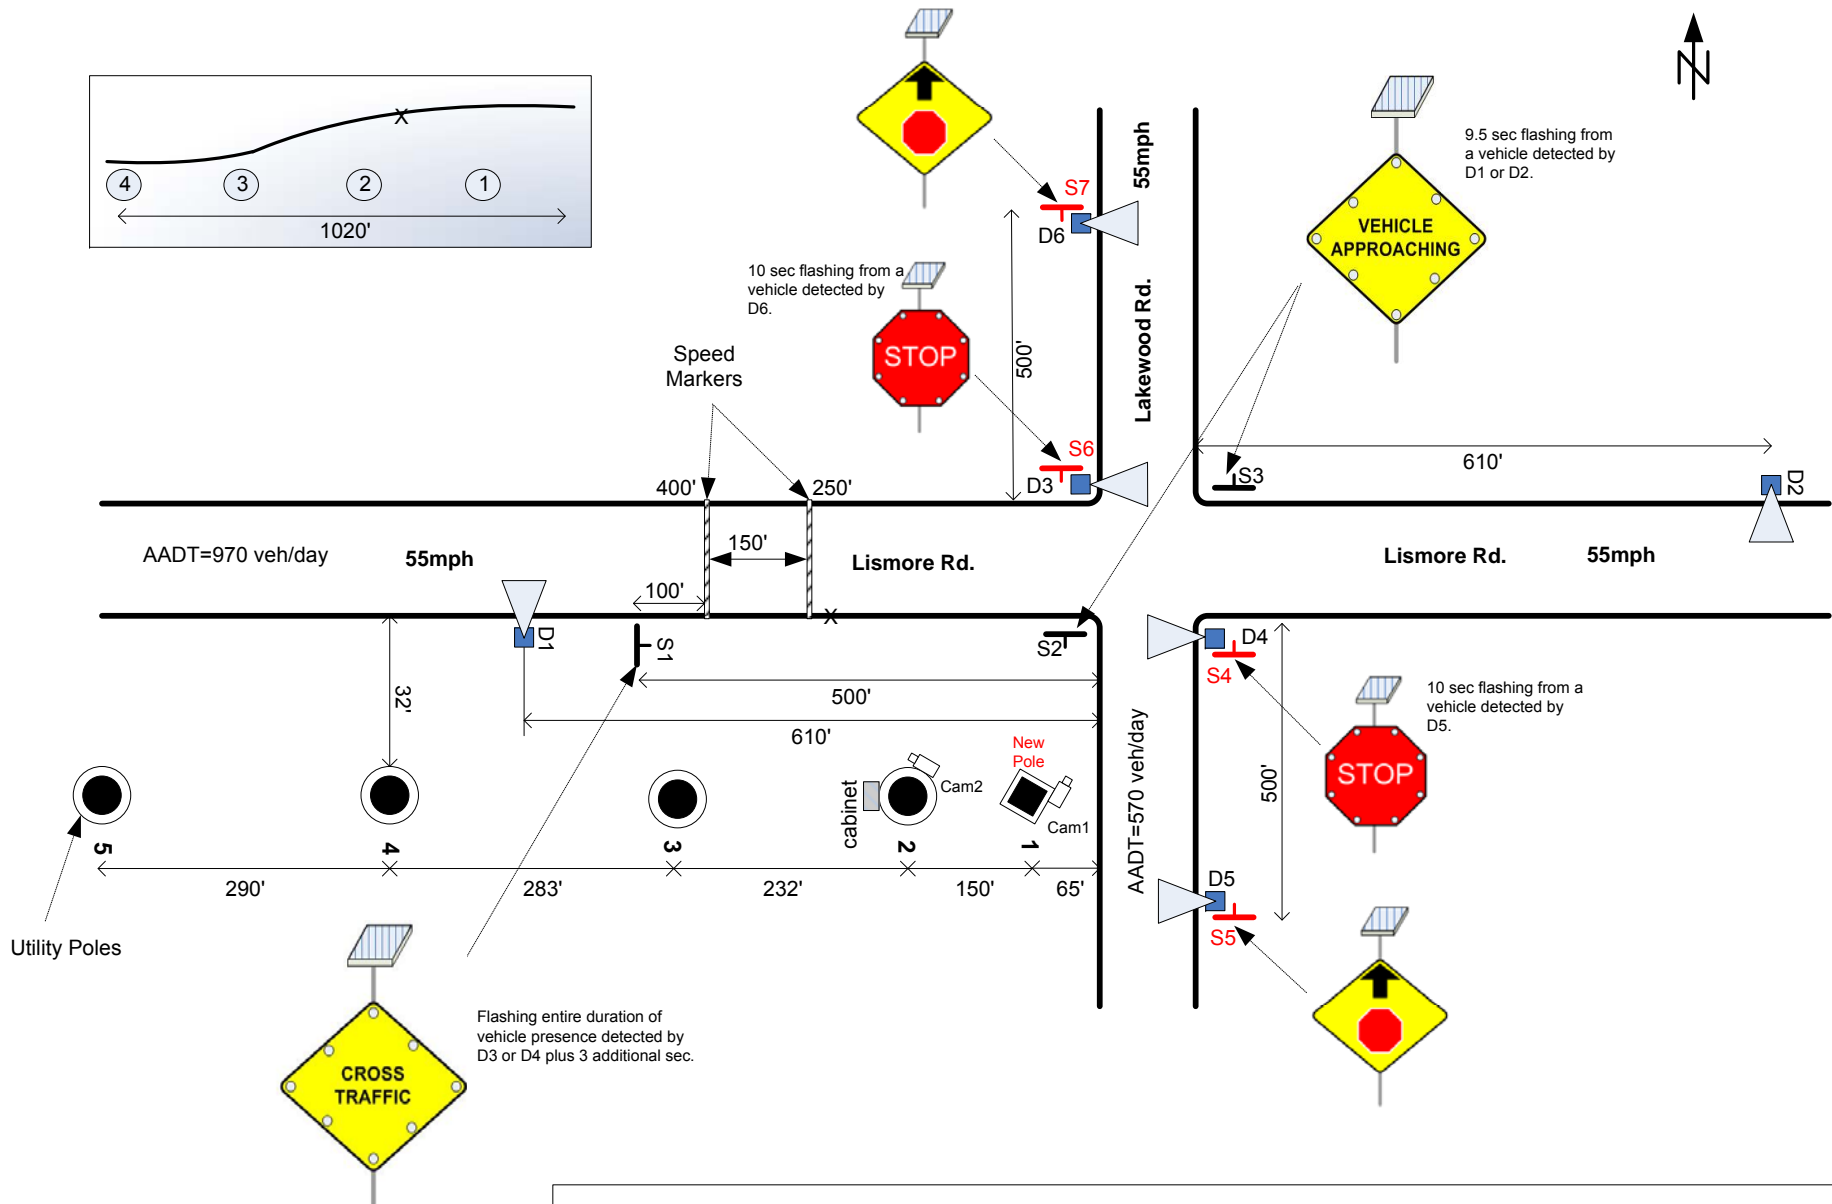 N
4
3
2
1
X
1020'
55mph
S7
D6
9.5 sec flashing from
a vehicle detected by
D1 or D2.
VEHICLE
APPROACHING
10 sec flashing from a
vehicle detected by
D6.
STOP
500'
Lakewood Rd.
Speed
Markers
S6
D3
S3
610'
D2
400'
250'
150'
AADT=970 veh/day
55mph
Lismore Rd.
Lismore Rd.
55mph
100'
X
D1
S1
S2
D4
S4
32'
500'
610'
10 sec flashing from a
vehicle detected by
D5.
STOP
New
Pole
cabinet
Cam2
Cam1
AADT=570 veh/day
500'
5
4
3
2
1
290'
283'
232'
150'
65'
D5
S5
Utility Poles
Flashing entire duration of
vehicle presence detected by
D3 or D4 plus 3 additional sec.
CROSS
TRAFFIC